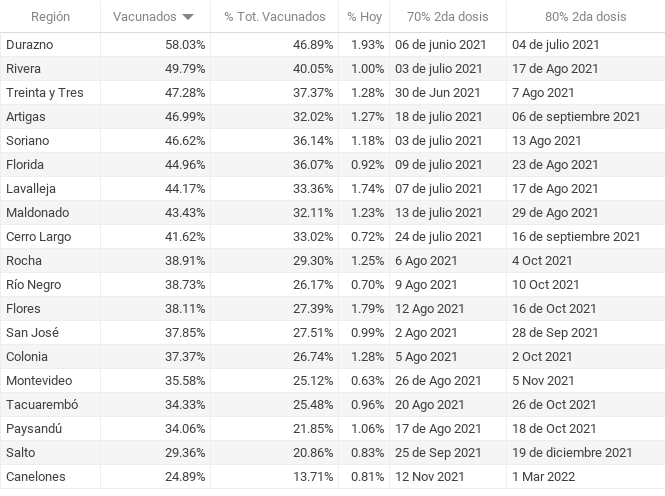 Región Vacunados % Tot. Vacunados % Hoy 70% 2da dosis 80% 2da dosis
Durazno 58.03% 46.89% 1.93% 06 de junio 2021 04 de julio 2021
Rivera 49.79% 40.05% 1.00% 03 de julio 2021 17 de Ago 2021
Treinta y Tres 47.28% 37.37% 1.28% 30 de Jun 2021 7 Ago 2021
Artigas 46.99% 32.02% 1.27% 18 de julio 2021 06 de septiembre 2021
Soriano 46.62% 36.14% 1.18% 03 de julio 2021 13 Ago 2021
Florida 44.96% 36.07% 0.92% 09 de julio 2021 23 de Ago 2021
Lavalleja 44.17% 33.36% 1.74% 07 de julio 2021 17 de Ago 2021
Maldonado 43.43% 32.11% 1.23% 13 de julio 2021 29 de Ago 2021
Cerro Largo 41.62% 33.02% 0.72% 24 de julio 2021 16 de septiembre 2021
Rocha 38.91% 29.30% 1.25% 6 Ago 2021 4 Oct 2021
Río Negro 38.73% 26.17% 0.70% 9 Ago 2021 10 Oct 2021
Flores 38.11% 27.39% 1.79% 12 Ago 2021 16 de Oct 2021
San José 37.85% 27.51% 0.99% 2 Ago 2021 28 de Sep 2021
Colonia 37.37% 26.74% 1.28% 5 Ago 2021 2 Oct 2021
Montevideo 35.58% 25.12% 0.63% 26 de Ago 2021 5 Nov 2021
Tacuarembó 34.33% 25.48% 0.96% 20 Ago 2021 26 de Oct 2021
Paysandú 34.06% 21.85% 1.06% 17 de Ago 2021 18 de Oct 2021
Salto 29.36% 20.86% 0.83% 25 de Sep 2021 19 de diciembre 2021
Canelones 24.89% 13.71% 0.81% 12 Nov 2021 1 Mar 2022